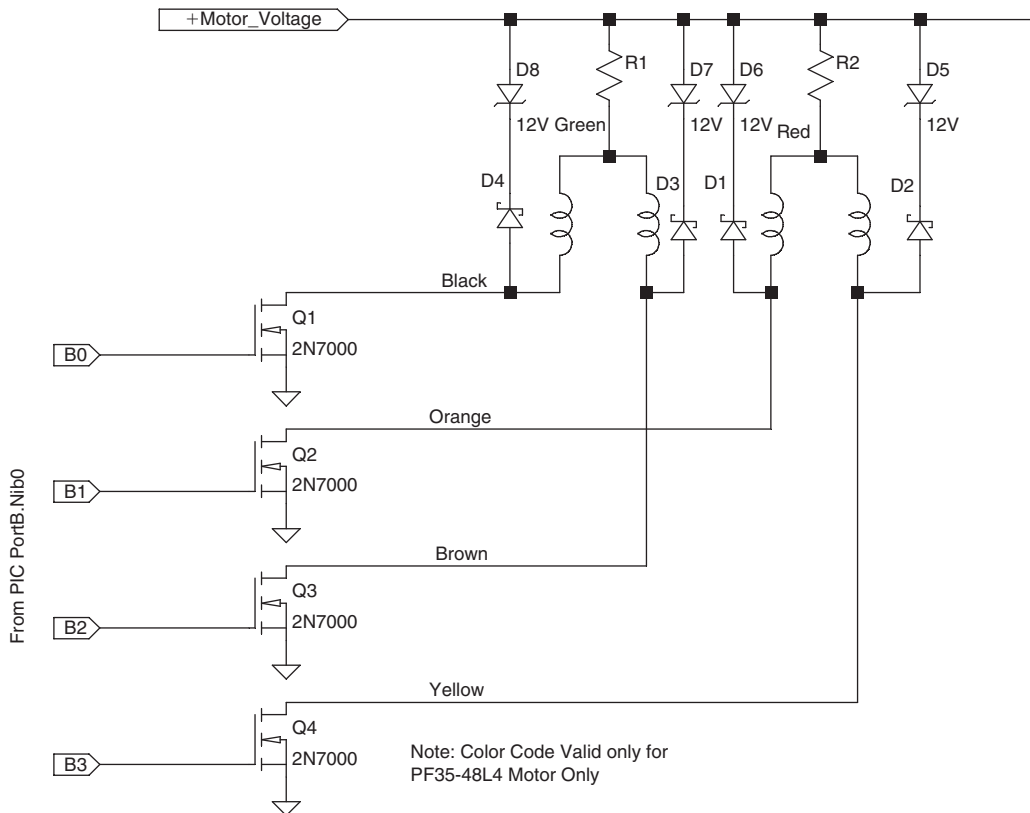 +Motor_Voltage
D8
R1
D7
D6
R2
D5
12V
Green
12V
12V
Red
12V
D4
D3
D1
D2
Black
Q1
2N7000
B0
Orange
Q2
2N7000
B1
Brown
Q3
2N7000
B2
Yellow
Q4
2N7000
B3
From PIC PortB.Nib0
Note: Color Code Valid only for
PF35-48L4 Motor Only